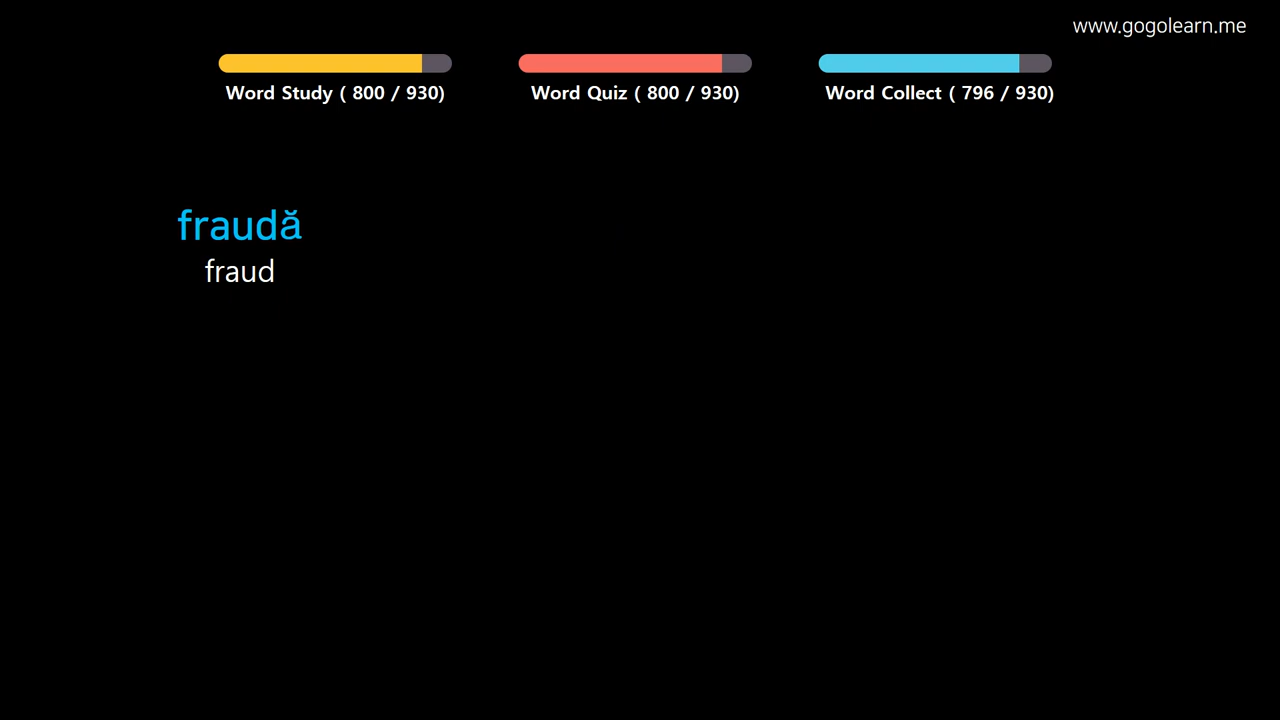 www.gogolearn.me
Word Study ( 800 / 930)
Word Quiz ( 800 / 930)
Word Collect ( 796 / 930)
fraudă
fraud